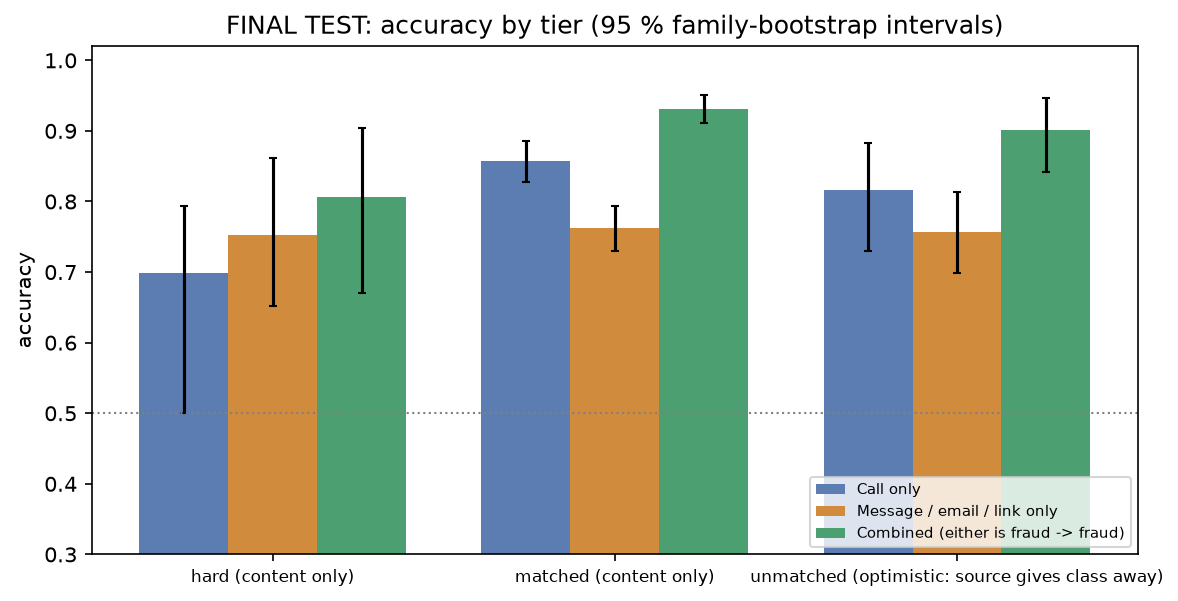 FINAL TEST: accuracy by tier (95 % family-bootstrap intervals)
accuracy
1.0
0.9
0.8
0.7
0.6
0.5
0.4
0.3
Call only
Message / email / link only
Combined (either is fraud -> fraud)
hard (content only)
matched (content only)
unmatched (optimistic: source gives class away)